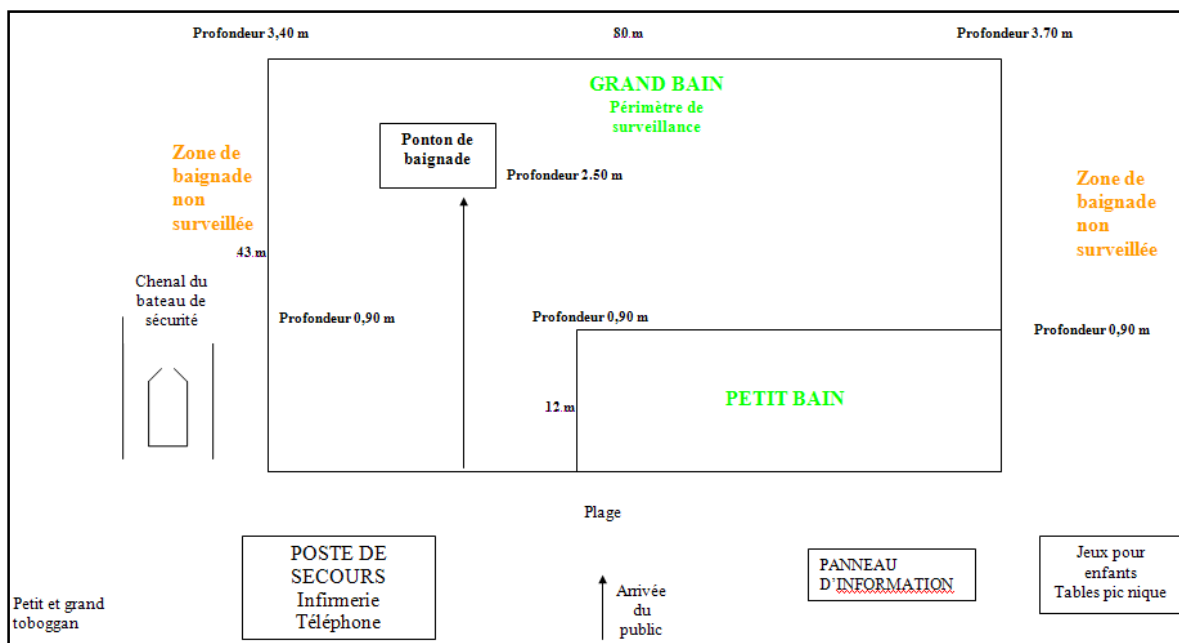 Profondeur 3,40 m
80 m
Profondeur 3.70 m
GRAND BAIN
Périmètre de
surveillance
Ponton de
baignade
Profondeur 2.50 m
Zone de
baignade
non
surveillée
Zone de
baignade
non
surveillée
43 m
Chenal du
bateau de
sécurité
Profondeur 0,90 m
Profondeur 0,90 m
Profondeur 0,90 m
PETIT BAIN
12 m
Plage
POSTE DE
SECOURS
Infirmerie
Téléphone
Arrivée
du
public
PANNEAU
D'INFORMATION
Jeux pour
enfants
Tables pic nique
Petit et grand
toboggan